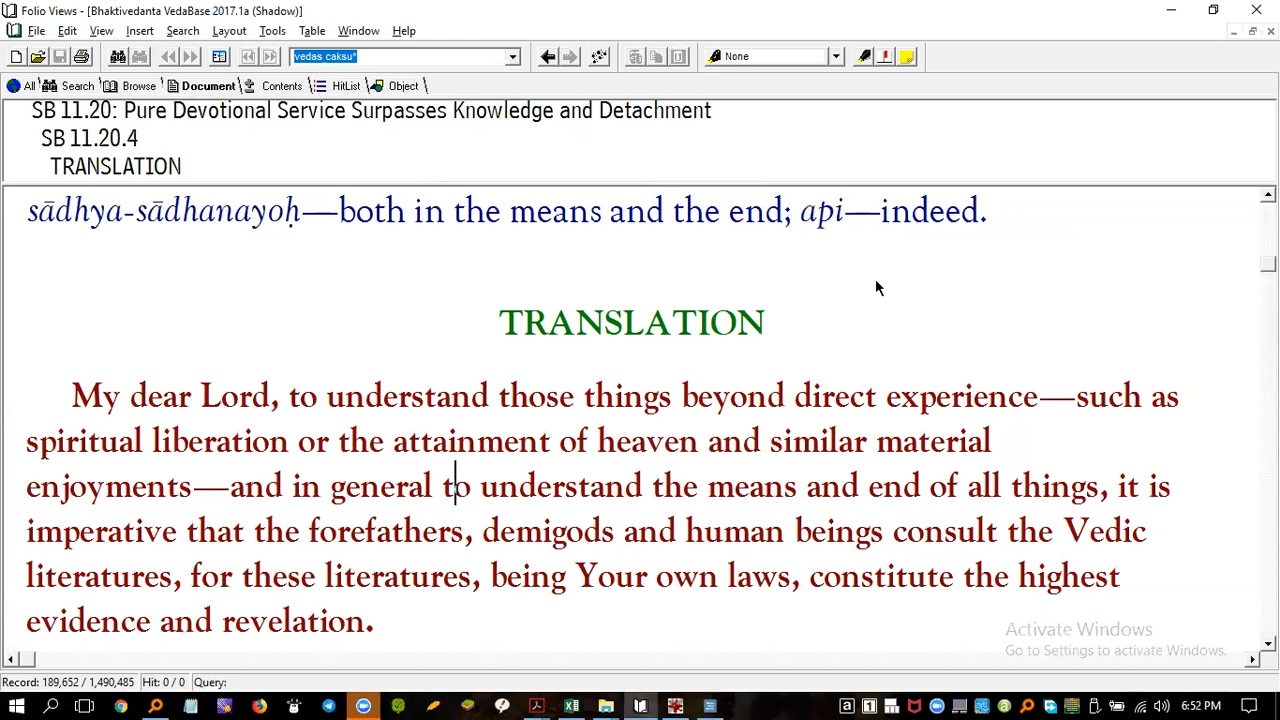 Folio Views - [Bhaktivedanta VedaBase 2017.1a (Shadow)]
File Edit View Insert Search Layout Tools Table Window Help
vedas caksu* None
All Search Browse Document Contents HitList Object
SB 11.20: Pure Devotional Service Surpasses Knowledge and Detachment
SB 11.20.4
TRANSLATION
sādhya-sādhanayoḥ—both in the means and the end; api—indeed.
TRANSLATION
My dear Lord, to understand those things beyond direct experience—such as
spiritual liberation or the attainment of heaven and similar material
enjoyments—and in general to understand the means and end of all things, it is
imperative that the forefathers, demigods and human beings consult the Vedic
literatures, for these literatures, being Your own laws, constitute the highest
evidence and revelation.
Activate Windows
Go to Settings to activate Windows.
Record: 189,652 / 1,490,485 Hit: 0 / 0 Query:
6:52 PM